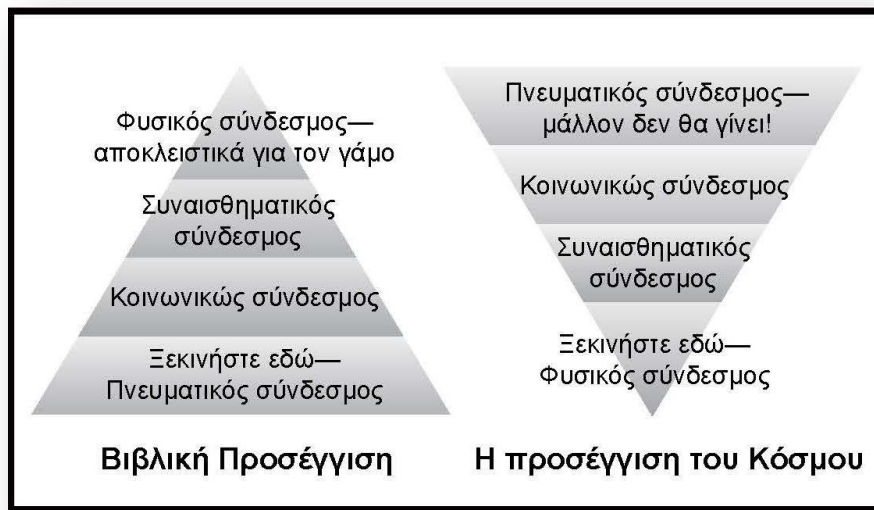 Φυσικός σύνδεσμος—
αποκλειστικά για τον γάμο
Συναισθηματικός
σύνδεσμος
Κοινωνικώς σύνδεσμος
Ξεκινήστε εδώ—
Πνευματικός σύνδεσμος
Βιβλική Προσέγγιση
Πνευματικός σύνδεσμος—
μάλλον δεν θα γίνει!
Κοινωνικώς σύνδεσμος
Συναισθηματικός
σύνδεσμος
Ξεκινήστε εδώ—
Φυσικός σύνδεσμος
Η προσέγγιση του Κόσμου